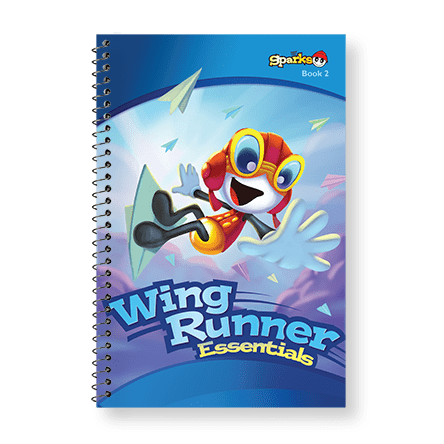 Sparks
Book 2
Wing
Runner
Essentials